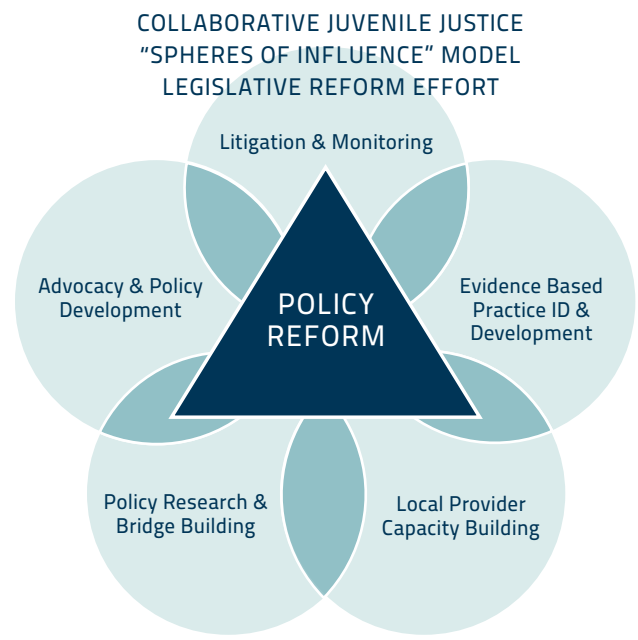 COLLABORATIVE JUVENILE JUSTICE
“SPHERES OF INFLUENCE” MODEL
LEGISLATIVE REFORM EFFORT
Litigation & Monitoring
Advocacy & Policy
Development
POLICY
REFORM
Evidence Based
Practice ID &
Development
Policy Research &
Bridge Building
Local Provider
Capacity Building